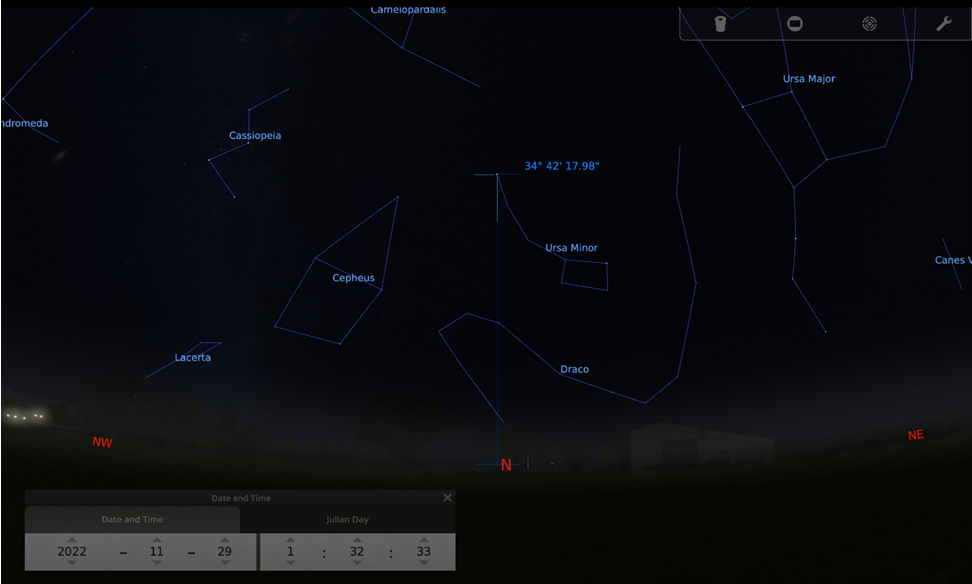 Camelopardalis
Ursa Major
ndromeda
Cassiopeia
34° 42' 17.98"
Ursa Minor
Canes V
Cepheus
Lacerta
Draco
NW
NE
N
Date and Time
Date and Time
Julian Day
2022 – 11 – 29 1 : 32 : 33